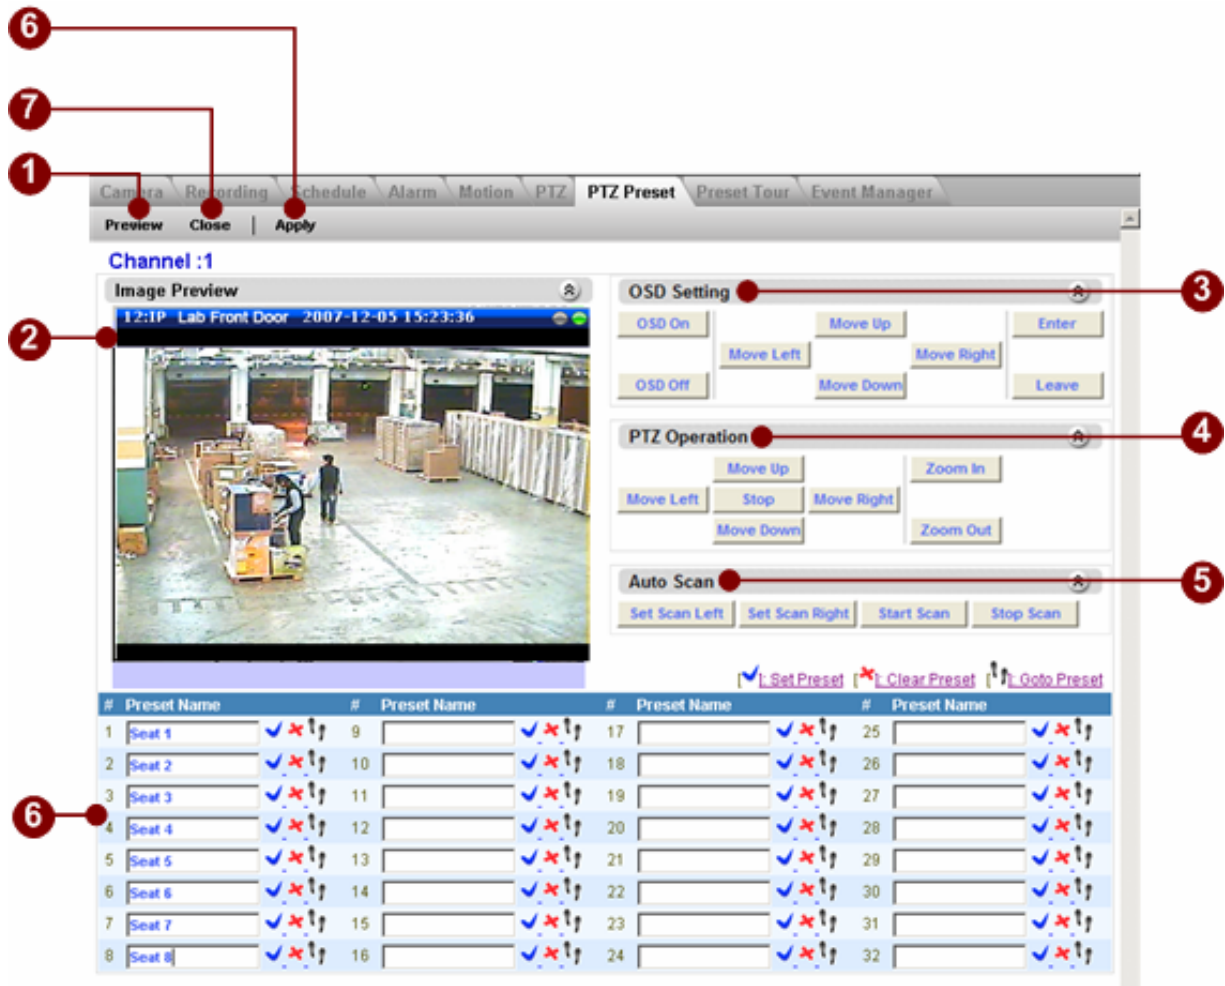 6
7
1
Camera Recording Schedule Alarm Motion PTZ PTZ Preset Preset Tour Event Manager
Preview Close | Apply
Channel :1
Image Preview
OSD Setting
3
12:IP Lab Front Door 2007-12-05 15:23:36
2
OSD On Move Up Enter
Move Left Move Right
OSD Off Move Down Leave
PTZ Operation
4
Move Up Zoom In
Move Left Stop Move Right
Move Down Zoom Out
Auto Scan
5
Set Scan Left Set Scan Right Start Scan Stop Scan
[ ]: Set Preset [ ]: Clear Preset [ ]: Goto Preset
# Preset Name # Preset Name # Preset Name # Preset Name
1 Seat 1 9 17 25
2 Seat 2 10 18 26
3 Seat 3 11 19 27
6
4 Seat 4 12 20 28
5 Seat 5 13 21 29
6 Seat 6 14 22 30
7 Seat 7 15 23 31
8 Seat 8 16 24 32